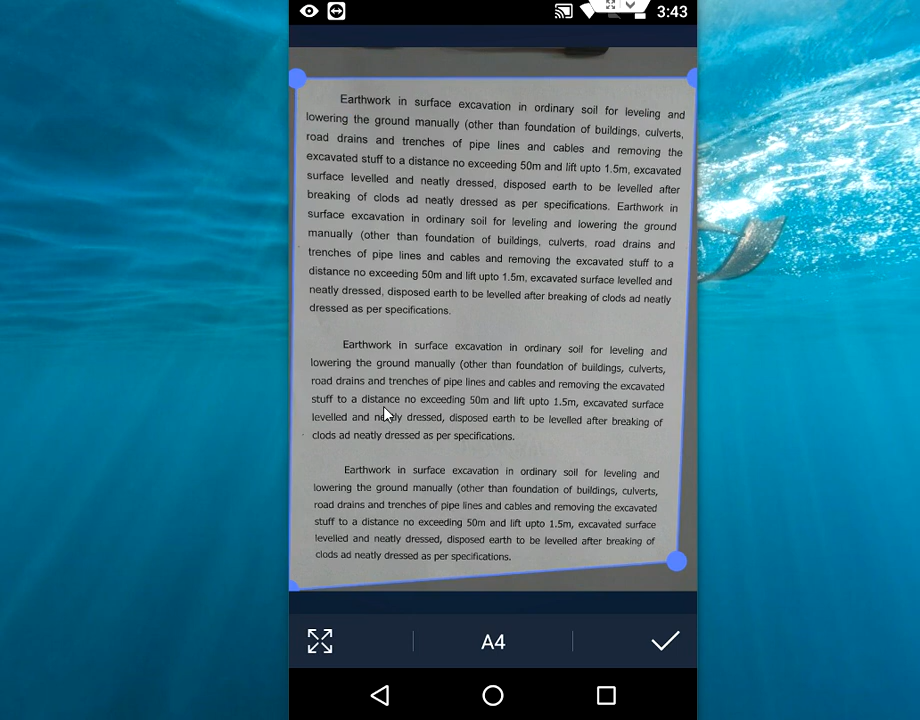 3:43
Earthwork in surface excavation in ordinary soil for leveling and
lowering the ground manually (other than foundation of buildings, culverts,
road drains and trenches of pipe lines and cables and removing the
excavated stuff to a distance no exceeding 50m and lift upto 1.5m, excavated
surface levelled and neatly dressed, disposed earth to be levelled after
breaking of clods ad neatly dressed as per specifications. Earthwork in
surface excavation in ordinary soil for leveling and lowering the ground
manually (other than foundation of buildings, culverts, road drains and
trenches of pipe lines and cables and removing the excavated stuff to a
distance no exceeding 50m and lift upto 1.5m, excavated surface levelled and
neatly dressed, disposed earth to be levelled after breaking of clods ad neatly
dressed as per specifications.
Earthwork in surface excavation in ordinary soil for leveling and
lowering the ground manually (other than foundation of buildings, culverts,
road drains and trenches of pipe lines and cables and removing the excavated
stuff to a distance no exceeding 50m and lift upto 1.5m, excavated surface
levelled and neatly dressed, disposed earth to be levelled after breaking of
clods ad neatly dressed as per specifications.
Earthwork in surface excavation in ordinary soil for leveling and
lowering the ground manually (other than foundation of buildings, culverts,
road drains and trenches of pipe lines and cables and removing the excavated
stuff to a distance no exceeding 50m and lift upto 1.5m, excavated surface
levelled and neatly dressed, disposed earth to be levelled after breaking of
clods ad neatly dressed as per specifications.
A4